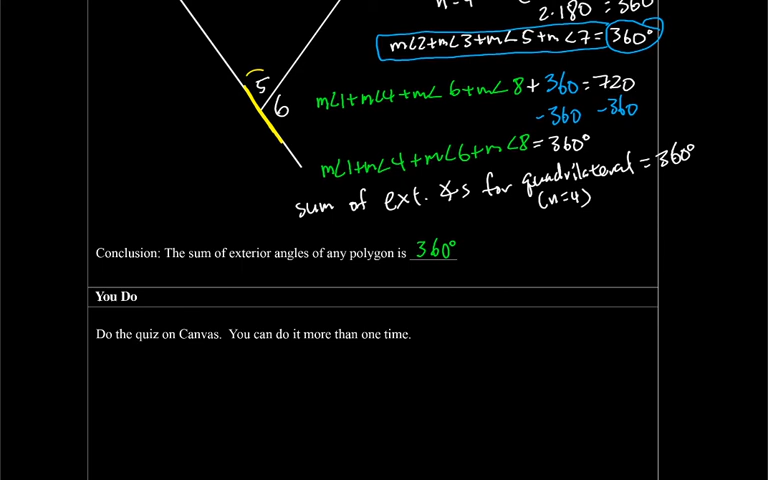 2·180 = 360
m∠2+m∠3+m∠5+m∠7= 360°
5
6
m∠1+m∠4+m∠6+m∠8+360=720
-360 -360
m∠1+m∠4+m∠6+m∠8=360°
sum of ext. ∡s for quadrilateral=360°
(n=4)
Conclusion: The sum of exterior angles of any polygon is 360°
You Do
Do the quiz on Canvas. You can do it more than one time.